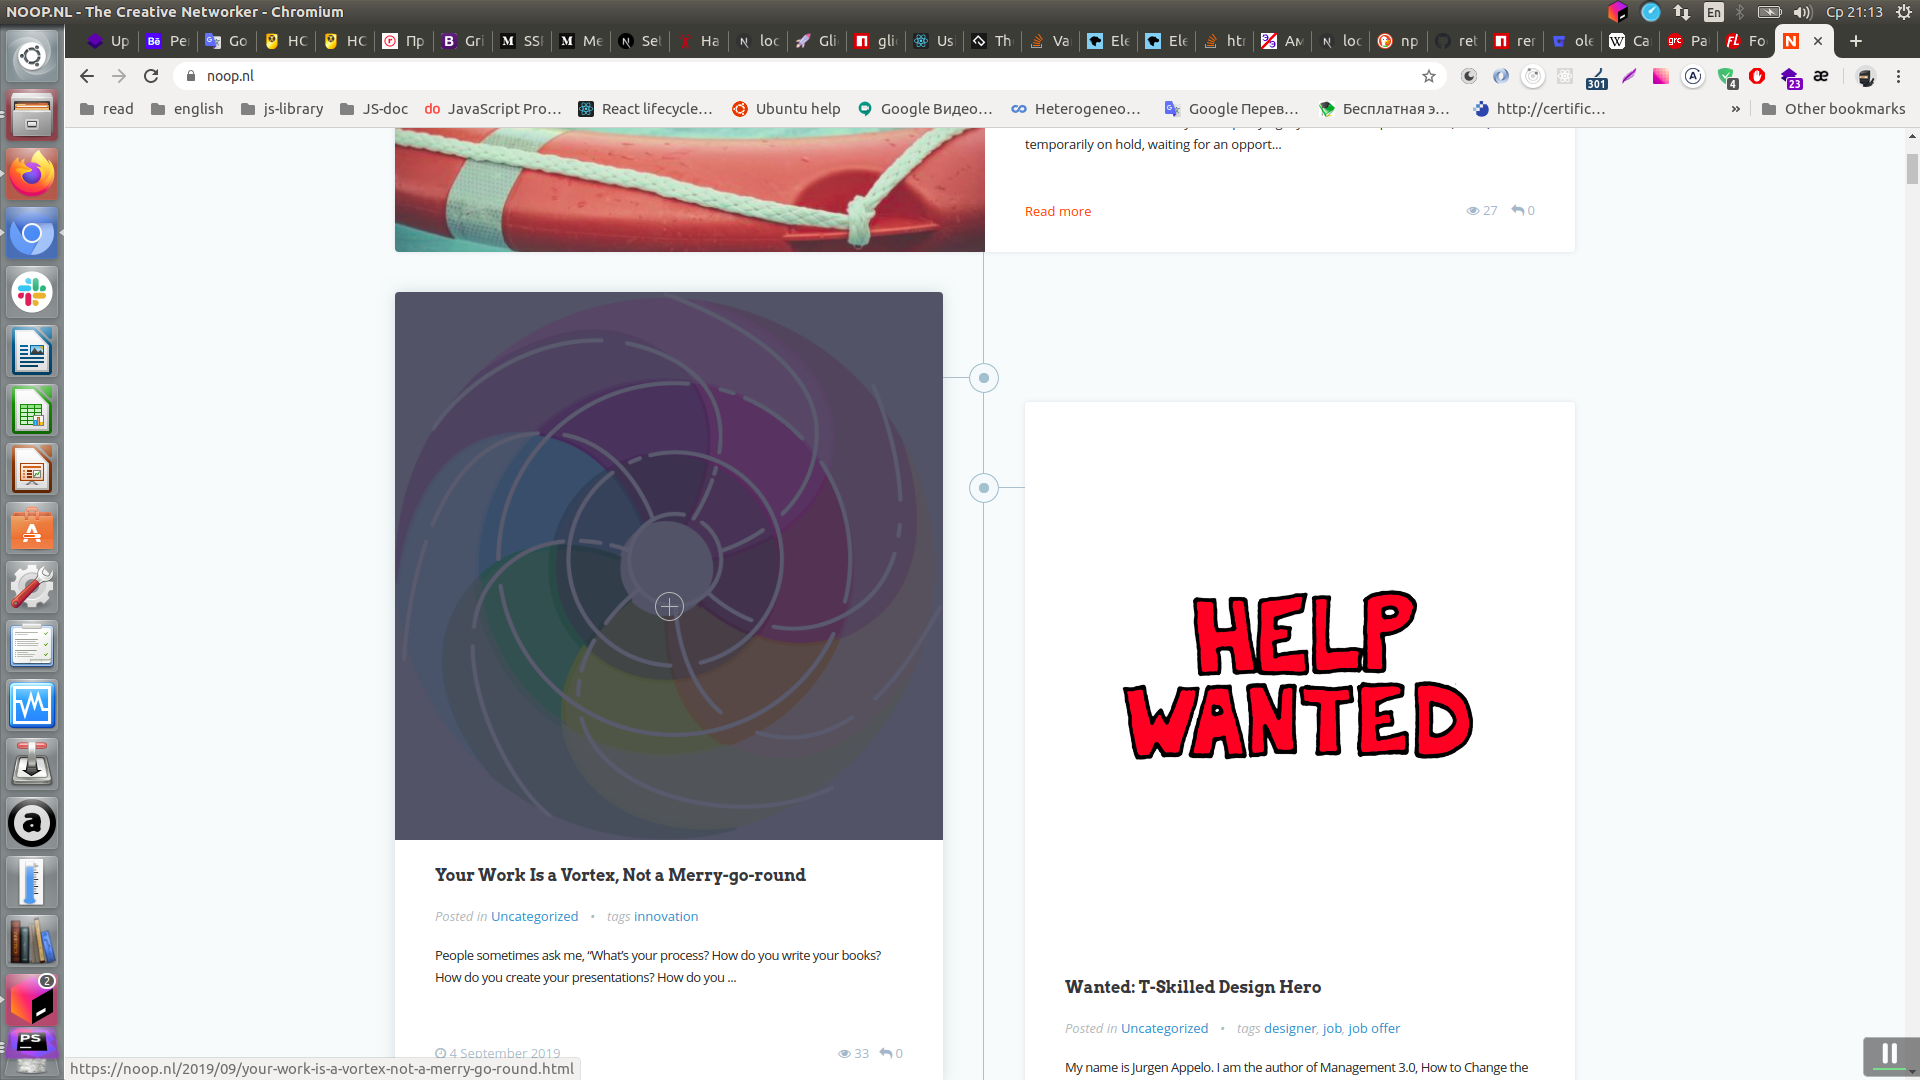 NOOP.NL - The Creative Networker - Chromium
En
Ср 21:13
Up
Pe
Go
HC
HC
Пр
Gri
SSI
Me
Set
Ha
loc
Gli
gli
Us
Th
Va
Ele
Ele
htt
Ам
loc
np
ret
rer
ole
Ca
Pa
Fo
noop.nl
301
4
23
read
english
js-library
JS-doc
JavaScript Pro...
React lifecycle...
Ubuntu help
Google Видео...
Heterogeneo...
Google Перев...
Бесплатная э...
http://certific...
»
Other bookmarks
temporarily on hold, waiting for an opport...
Read more
27
0
HELP
WANTED
Your Work Is a Vortex, Not a Merry-go-round
Posted in Uncategorized • tags innovation
People sometimes ask me, “What’s your process? How do you write your books?
How do you create your presentations? How do you ...
4 September 2019
33
0
Wanted: T-Skilled Design Hero
Posted in Uncategorized • tags designer, job, job offer
My name is Jurgen Appelo. I am the author of Management 3.0, How to Change the
2
PS
https://noop.nl/2019/09/your-work-is-a-vortex-not-a-merry-go-round.html